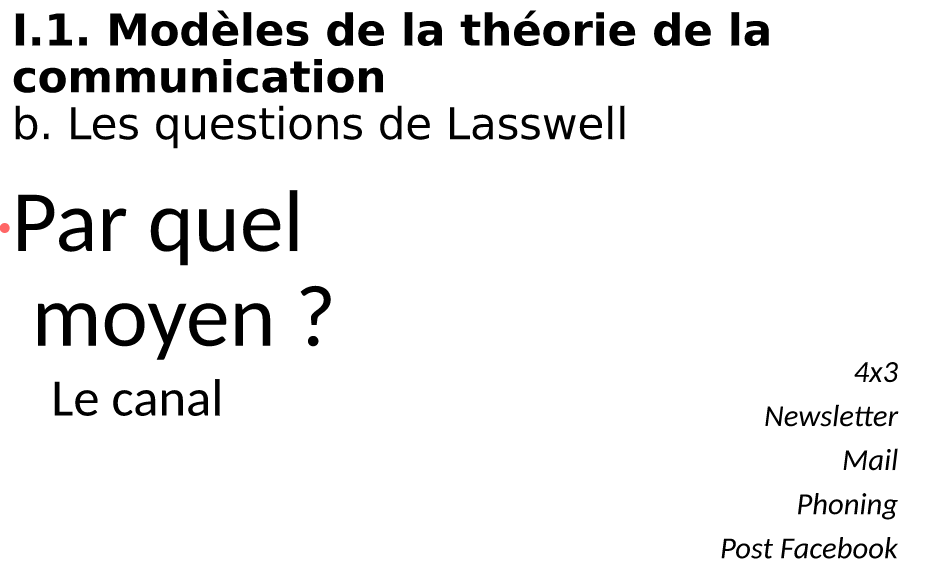 I.1. Modèles de la théorie de la
communication
b. Les questions de Lasswell
•Par quel
moyen ?
Le canal
4x3
Newsletter
Mail
Phoning
Post Facebook